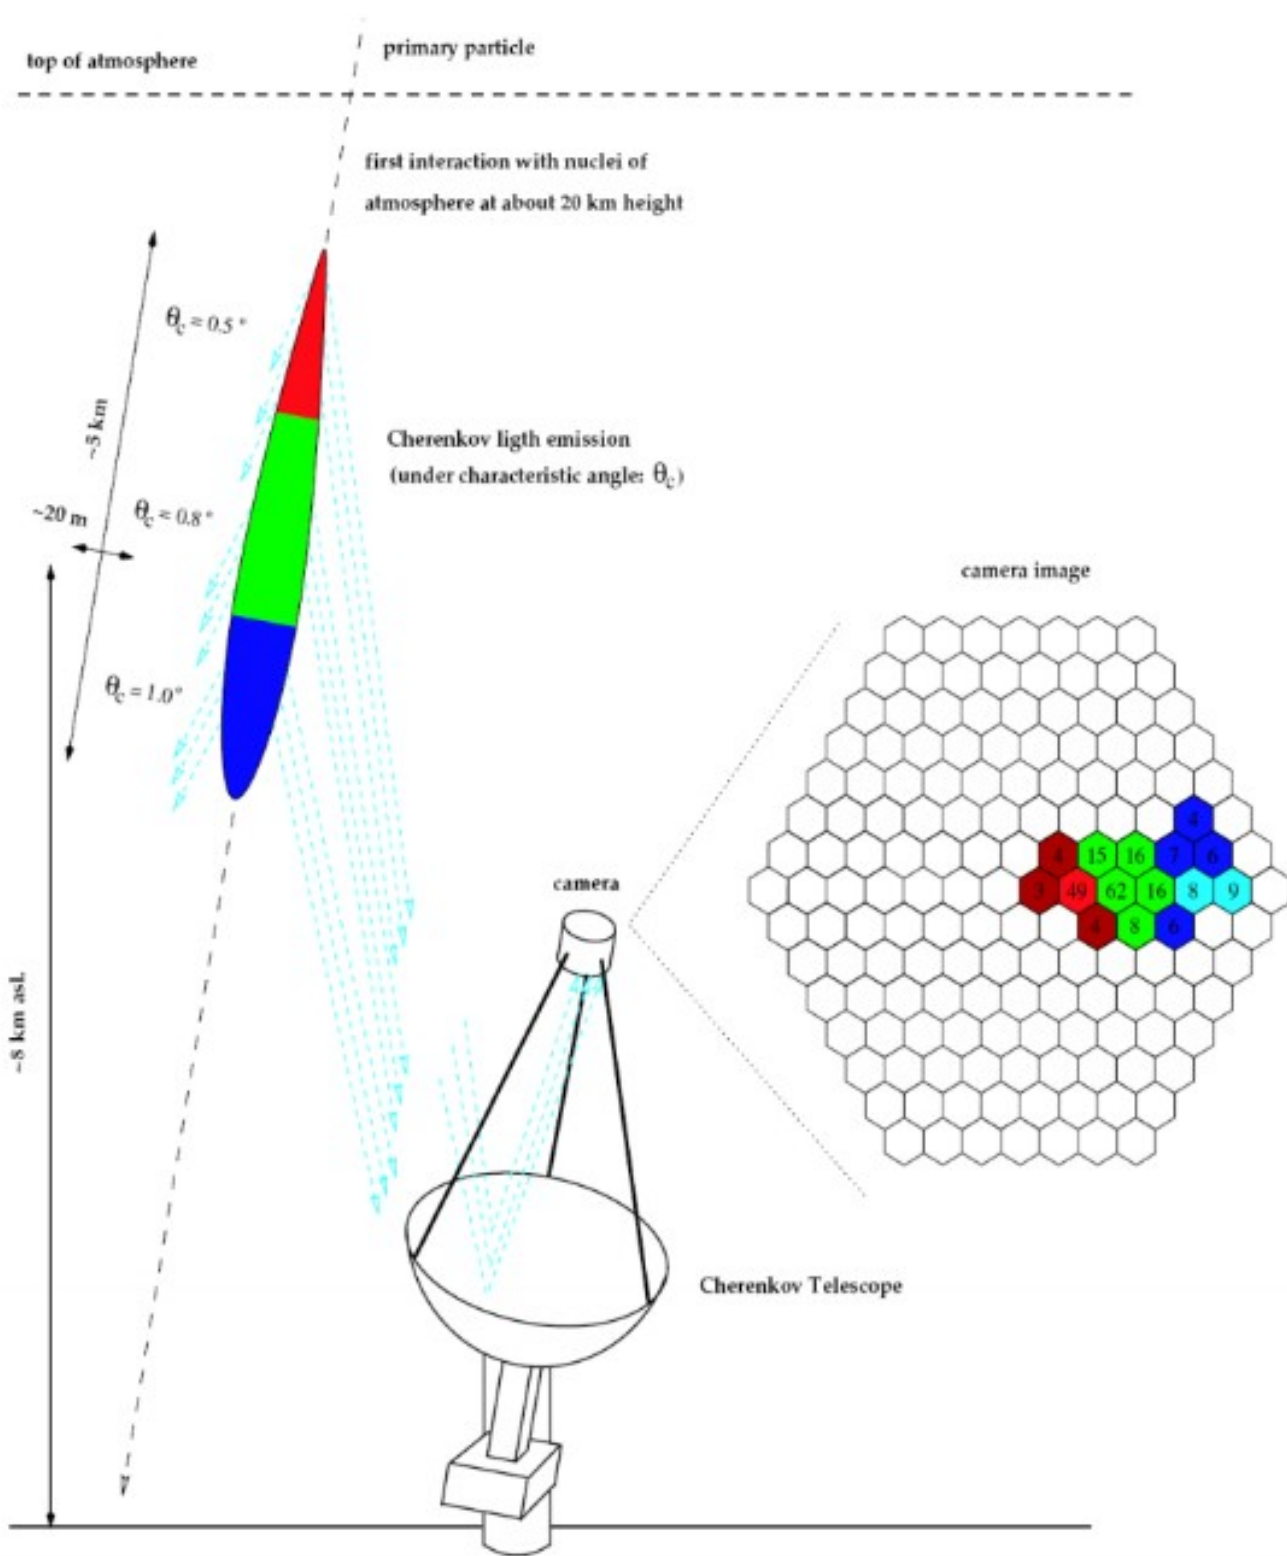 primary particle
top of atmosphere
first interaction with nuclei of
atmosphere at about 20 km height
θc = 0.5 °
~5 km
Cherenkov ligth emission
(under characteristic angle: θc)
~20 m
θc = 0.8 °
θc = 1.0 °
~8 km asl.
camera image
camera
4
4 15 16 7 6
3 49 62 16 8 9
4 8 6
Cherenkov Telescope